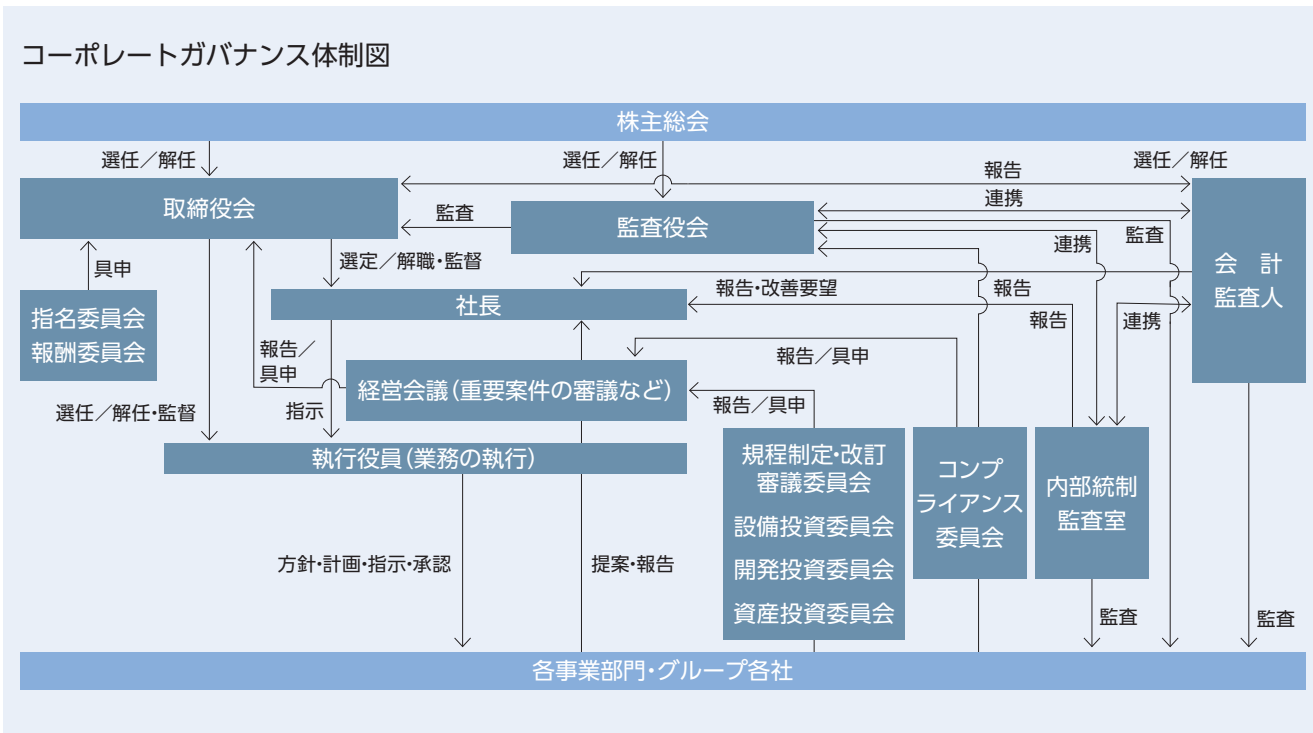 コーポレートガバナンス体制図
株主総会
選任／解任
選任／解任
選任／解任
報告
連携
取締役会
監査
監査役会
監査
連携
会　計
監査人
具申
選定／解職・監督
報告・改善要望
報告
指名委員会
報酬委員会
社長
報告
連携
報告／
具申
報告／具申
経営会議（重要案件の審議など）
選任／解任・監督
指示
報告／具申
執行役員（業務の執行）
規程制定・改訂
審議委員会
設備投資委員会
開発投資委員会
資産投資委員会
コンプ
ライアンス
委員会
内部統制
監査室
方針・計画・指示・承認
提案・報告
監査
監査
各事業部門・グループ各社